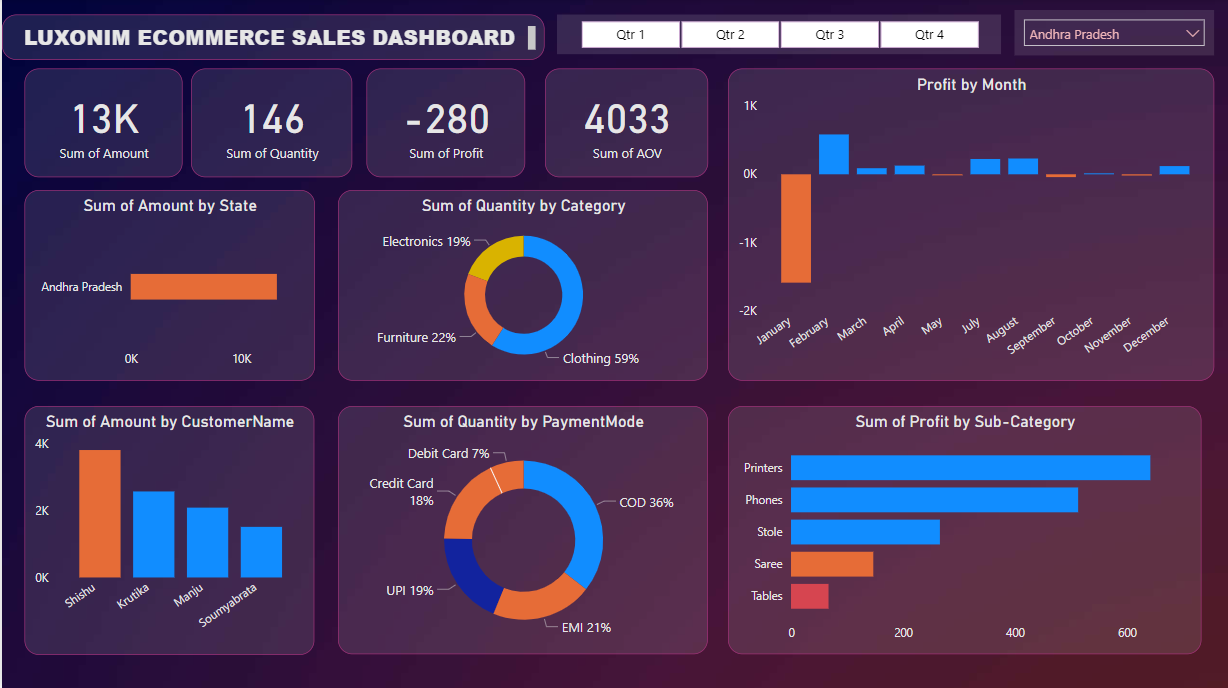 LUXONIM ECOMMERCE SALES DASHBOARD
Qtr 1
Qtr 2
Qtr 3
Qtr 4
Andhra Pradesh
13K
Sum of Amount
146
Sum of Quantity
-280
Sum of Profit
4033
Sum of AOV
Profit by Month
1K
0K
-1K
-2K
January
February
March
April
May
July
August
September
October
November
December
Sum of Amount by State
Andhra Pradesh
0K
10K
Sum of Quantity by Category
Electronics 19%
Furniture 22%
Clothing 59%
Sum of Amount by CustomerName
4K
2K
0K
Shishu
Krutika
Manju
Soumyabrata
Sum of Quantity by PaymentMode
Debit Card 7%
Credit Card
18%
COD 36%
UPI 19%
EMI 21%
Sum of Profit by Sub-Category
Printers
Phones
Stole
Saree
Tables
0
200
400
600